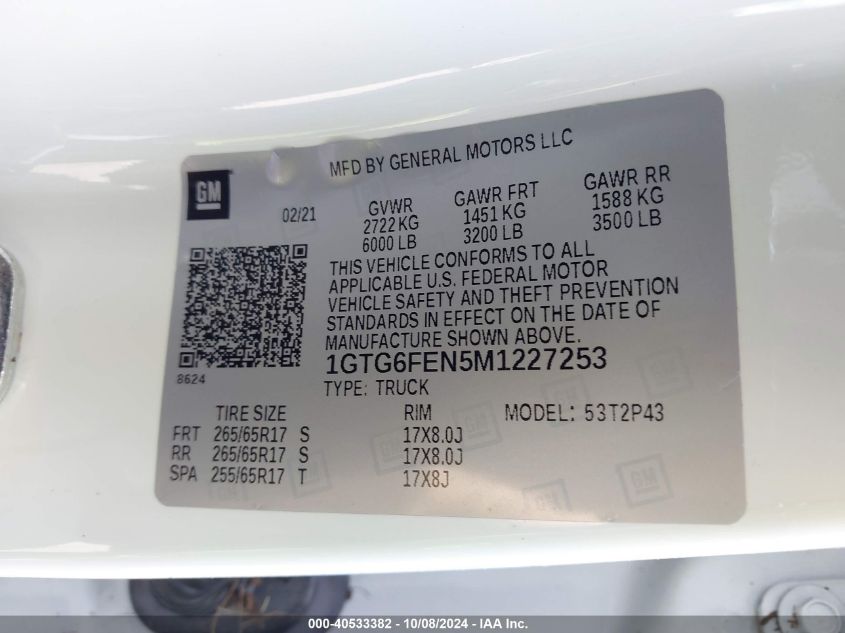 MFD BY GENERAL MOTORS LLC
GM
02/21
GVWR GAWR FRT GAWR RR
2722 KG 1451 KG 1588 KG
6000 LB 3200 LB 3500 LB
THIS VEHICLE CONFORMS TO ALL
APPLICABLE U.S. FEDERAL MOTOR
VEHICLE SAFETY AND THEFT PREVENTION
STANDARDS IN EFFECT ON THE DATE OF
MANUFACTURE SHOWN ABOVE.
1GTG6FEN5M1227253
8624
TYPE: TRUCK
TIRE SIZE RIM MODEL: 53T2P43
FRT 265/65R17 S 17X8.0J
RR 265/65R17 S 17X8.0J
SPA 255/65R17 T 17X8J
GM GM
000-40533382 - 10/08/2024 - IAA Inc.